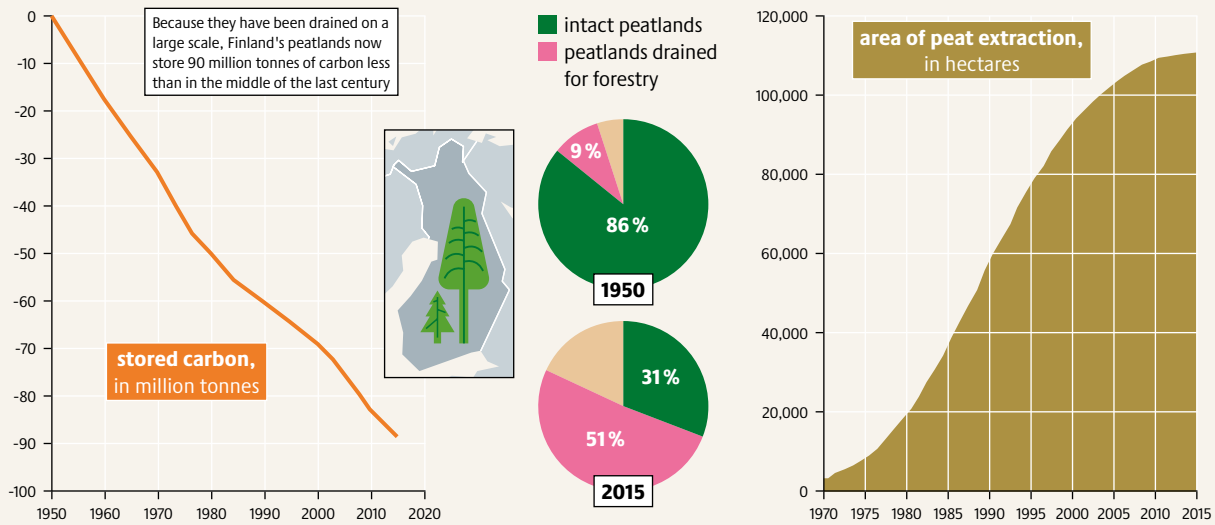 Because they have been drained on a
large scale, Finland's peatlands now
store 90 million tonnes of carbon less
than in the middle of the last century
0
-10
-20
-30
-40
-50
-60
-70
-80
-90
-100
1950 1960 1970 1980 1990 2000 2010 2020
stored carbon,
in million tonnes
intact peatlands
peatlands drained
for forestry
9 %
86 %
1950
31 %
51 %
2015
area of peat extraction,
in hectares
120,000
100,000
80,000
60,000
40,000
20,000
0
1970 1975 1980 1985 1990 1995 2000 2005 2010 2015